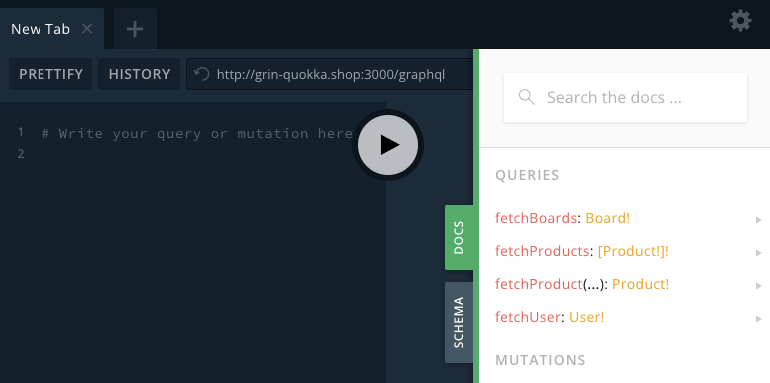 New Tab
PRETTIFY HISTORY http://grin-quokka.shop:3000/graphql
1 # Write your query or mutation here
2
DOCS
SCHEMA
Search the docs ...
QUERIES
fetchBoards: Board!
fetchProducts: [Product!]!
fetchProduct(...): Product!
fetchUser: User!
MUTATIONS